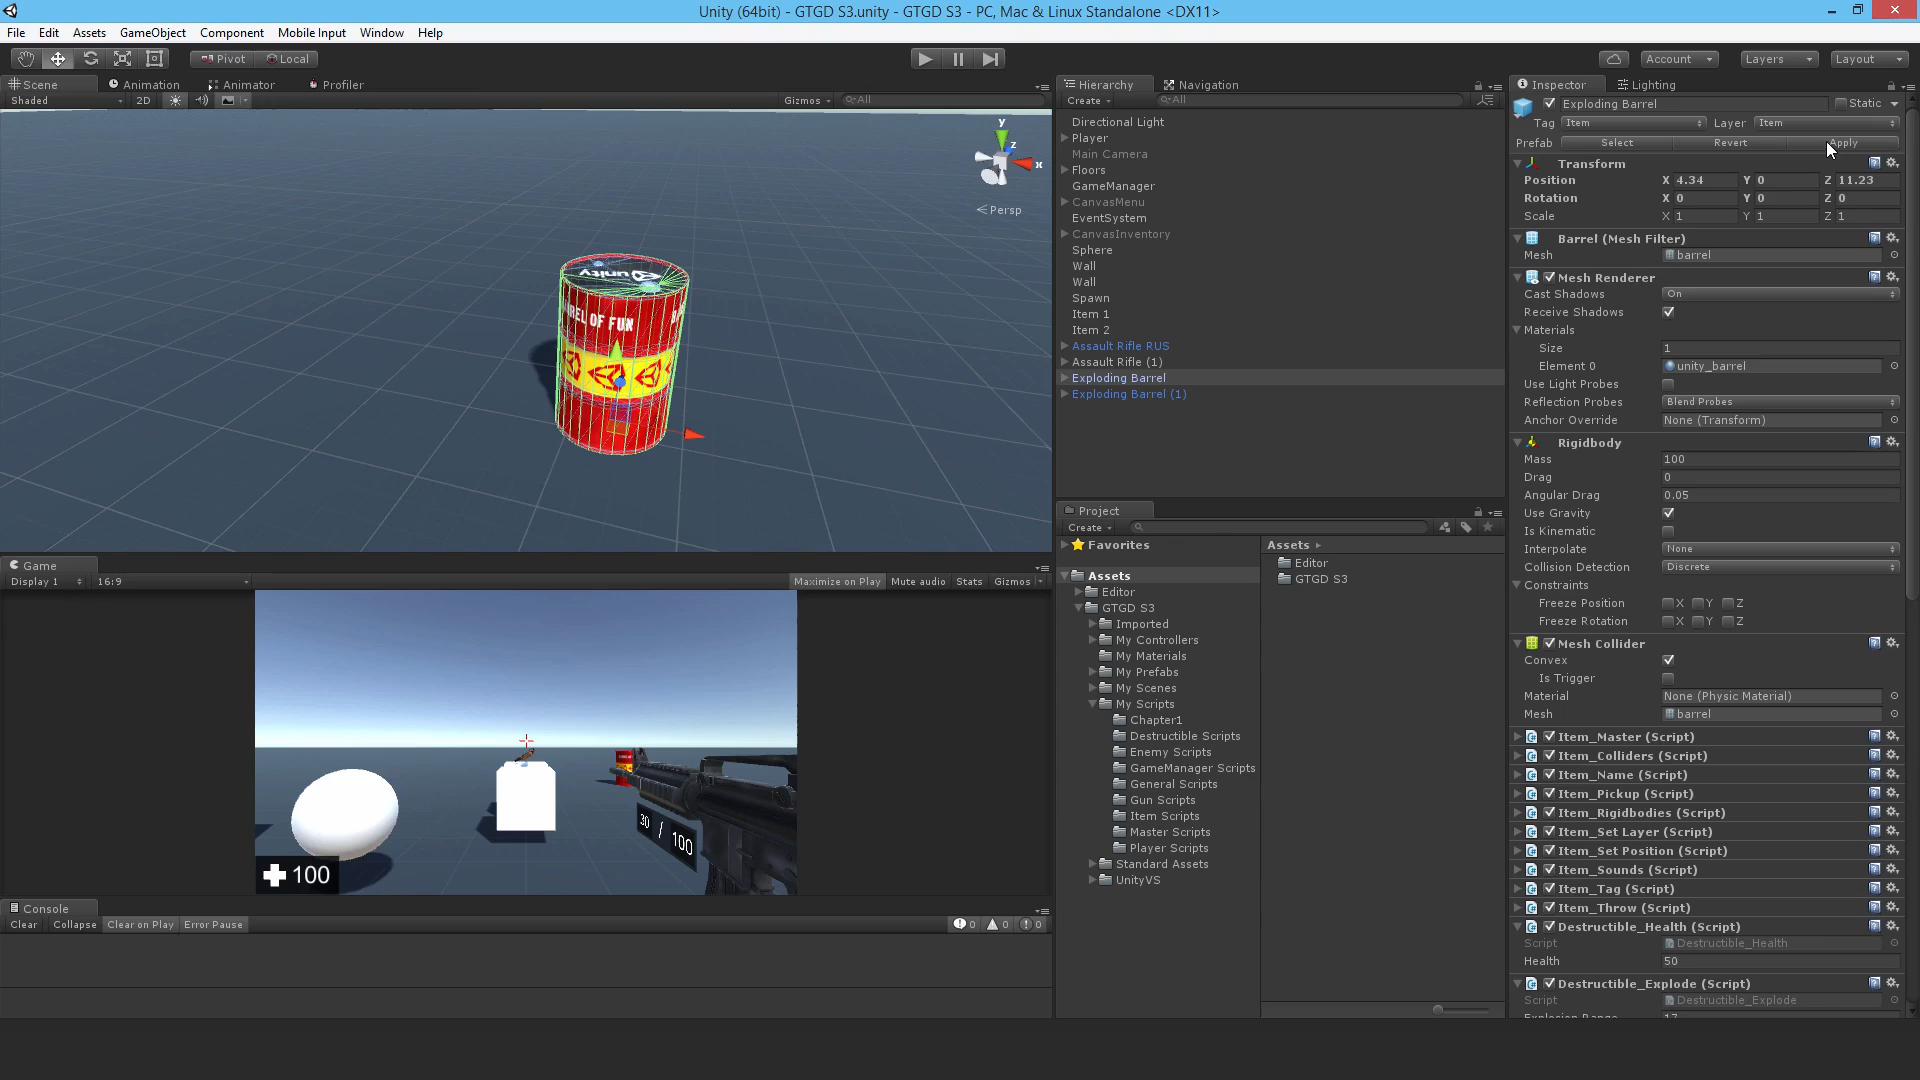 Unity (64bit) - GTGD S3.unity - GTGD S3 - PC, Mac & Linux Standalone <DX11>
File Edit Assets GameObject Component Mobile Input Window Help
Pivot Local
Account Layers Layout
Scene Animation Animator Profiler
Shaded 2D Gizmos All
y
z
x
Persp
unity
BARREL OF FUN
Game
Display 1 16:9 Maximize on Play Mute audio Stats Gizmos
30 / 100
100
Console
Clear Collapse Clear on Play Error Pause 0 0 0
Hierarchy Navigation
Create All
Directional Light
Player
Main Camera
Floors
GameManager
CanvasMenu
EventSystem
CanvasInventory
Sphere
Wall
Wall
Spawn
Item 1
Item 2
Assault Rifle RUS
Assault Rifle (1)
Exploding Barrel
Exploding Barrel (1)
Project
Create
Favorites
Assets
Editor
GTGD S3
Imported
My Controllers
My Materials
My Prefabs
My Scenes
My Scripts
Chapter1
Destructible Scripts
Enemy Scripts
GameManager Scripts
General Scripts
Gun Scripts
Item Scripts
Master Scripts
Player Scripts
Standard Assets
UnityVS
Assets
Editor
GTGD S3
Inspector Lighting
Exploding Barrel Static
Tag Item Layer Item
Prefab Select Revert Apply
Transform
Position X 4.34 Y 0 Z 11.23
Rotation X 0 Y 0 Z 0
Scale X 1 Y 1 Z 1
Barrel (Mesh Filter)
Mesh barrel
Mesh Renderer
Cast Shadows On
Receive Shadows
Materials
Size 1
Element 0 unity_barrel
Use Light Probes
Reflection Probes Blend Probes
Anchor Override None (Transform)
Rigidbody
Mass 100
Drag 0
Angular Drag 0.05
Use Gravity
Is Kinematic
Interpolate None
Collision Detection Discrete
Constraints
Freeze Position X Y Z
Freeze Rotation X Y Z
Mesh Collider
Convex
Is Trigger
Material None (Physic Material)
Mesh barrel
Item_Master (Script)
Item_Colliders (Script)
Item_Name (Script)
Item_Pickup (Script)
Item_Rigidbodies (Script)
Item_Set Layer (Script)
Item_Set Position (Script)
Item_Sounds (Script)
Item_Tag (Script)
Item_Throw (Script)
Destructible_Health (Script)
Script Destructible_Health
Health 50
Destructible_Explode (Script)
Script Destructible_Explode
Explosion Range 17